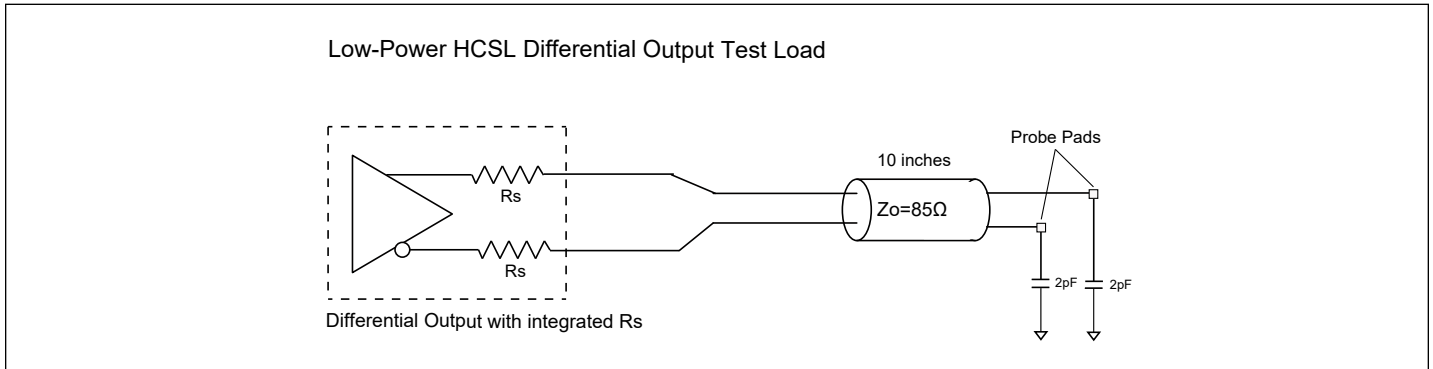 Low-Power HCSL Differential Output Test Load
Probe Pads
10 inches
Rs
Zo=85Ω
Rs
2pF
2pF
Differential Output with integrated Rs